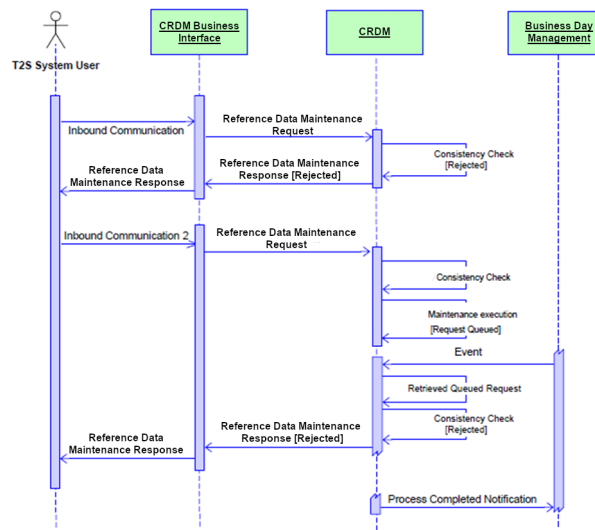 CRDM Business
Interface
CRDM
Business Day
Management
T2S System User
Inbound Communication
Reference Data Maintenance
Request
Consistency Check
[Rejected]
Reference Data Maintenance
Response [Rejected]
Reference Data
Maintenance Response
Inbound Communication 2
Reference Data Maintenance
Request
Consistency Check
Maintenance execution
[Request Queued]
Event
Retrieved Queued Request
Consistency Check
[Rejected]
Reference Data Maintenance
Response [Rejected]
Reference Data
Maintenance Response
Process Completed Notification